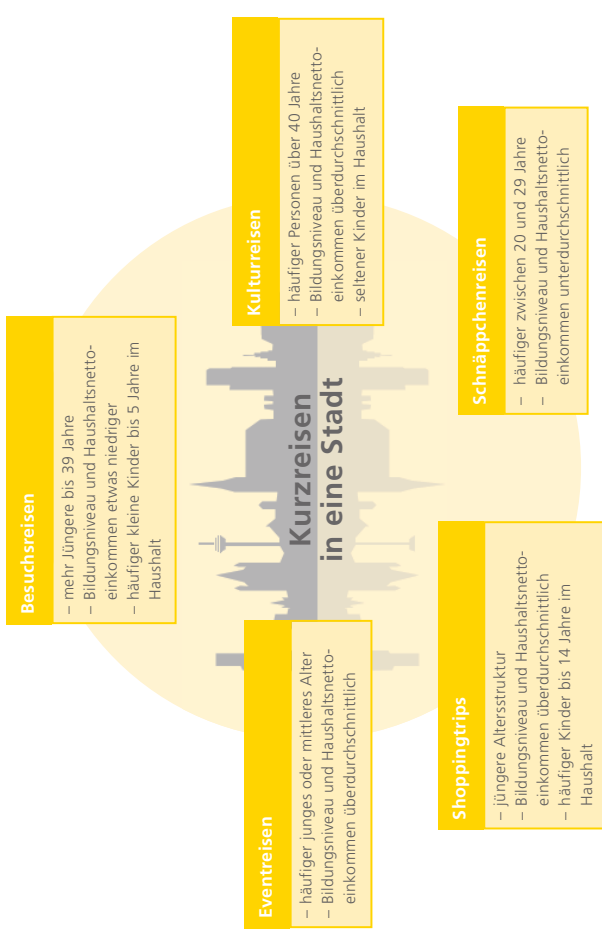 Besuchsreisen
– mehr Jüngere bis 39 Jahre
– Bildungsniveau und Haushaltsnetto-
einkommen etwas niedriger
– häufiger kleine Kinder bis 5 Jahre im
Haushalt
Eventreisen
– häufiger junges oder mittleres Alter
– Bildungsniveau und Haushaltsnetto-
einkommen überdurchschnittlich
Kurzreisen
in eine Stadt
Kulturreisen
– häufiger Personen über 40 Jahre
– Bildungsniveau und Haushaltsnetto-
einkommen überdurchschnittlich
– seltener Kinder im Haushalt
Shoppingtrips
– jüngere Altersstruktur
– Bildungsniveau und Haushaltsnetto-
einkommen überdurchschnittlich
– häufiger Kinder bis 14 Jahre im
Haushalt
Schnäppchenreisen
– häufiger zwischen 20 und 29 Jahre
– Bildungsniveau und Haushaltsnetto-
einkommen unterdurchschnittlich